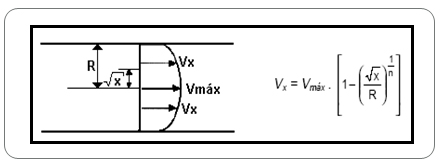 R
√x
Vx
Vmáx
Vx
Vₓ = Vₘáₓ . [1−(√x/R)^(1/n)]